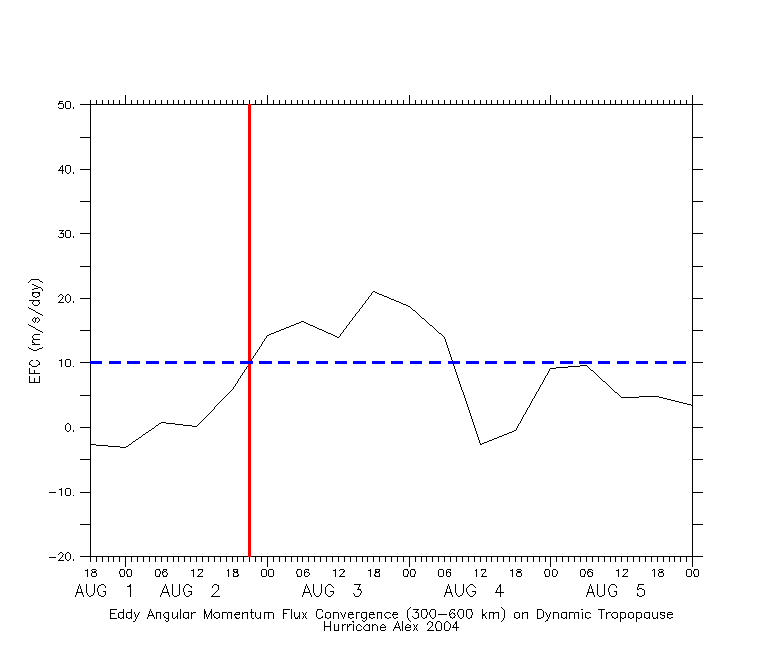 50.
40.
30.
20.
10.
0.
-10.
-20.
EFC (m/s/day)
18 00 06 12 18 00 06 12 18 00 06 12 18 00 06 12 18 00
AUG 1 AUG 2 AUG 3 AUG 4 AUG 5
Eddy Angular Momentum Flux Convergence (300-600 km) on Dynamic Tropopause
Hurricane Alex 2004